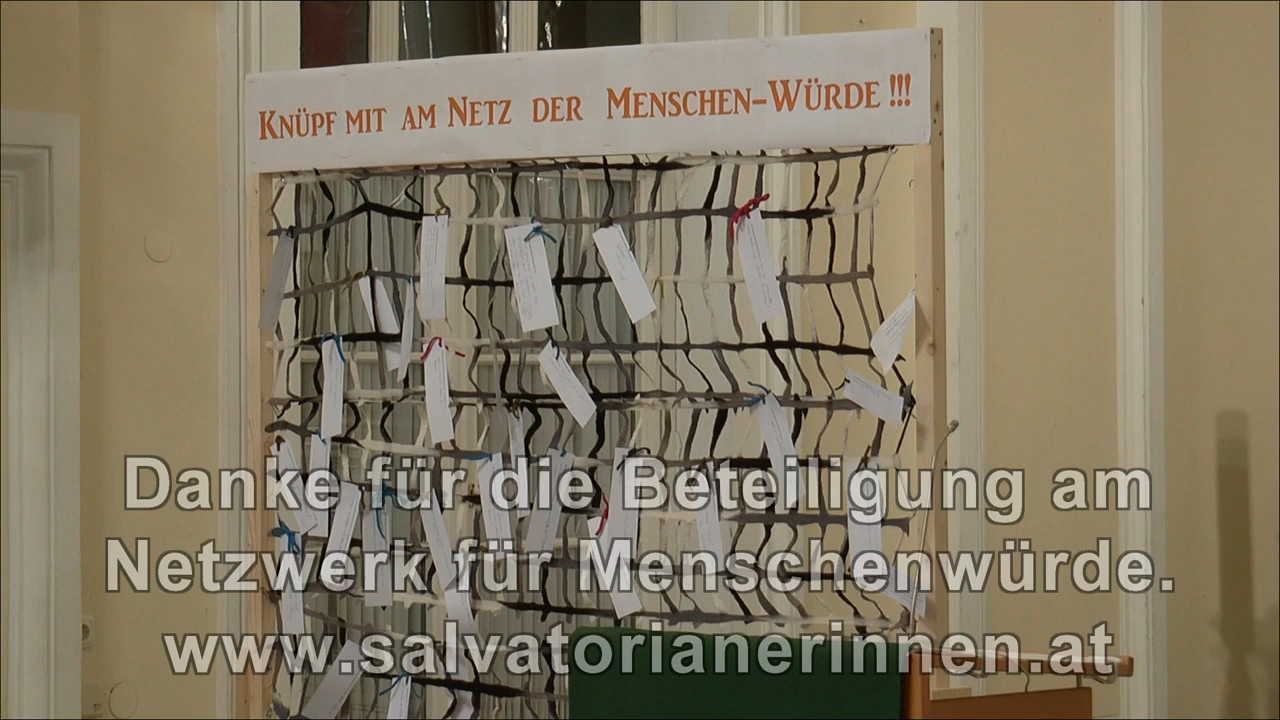 Knüpf mit am Netz der Menschen-Würde !!!
Danke für die Beteiligung am
Netzwerk für Menschenwürde.
www.salvatorianerinnen.at